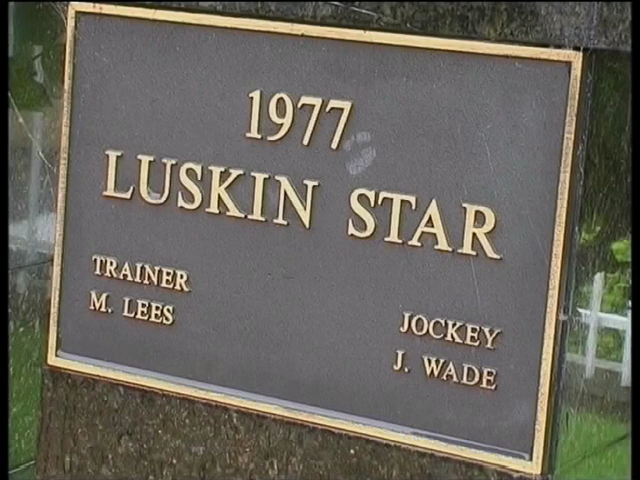 1977
LUSKIN STAR
TRAINER
M. LEES
JOCKEY
J. WADE